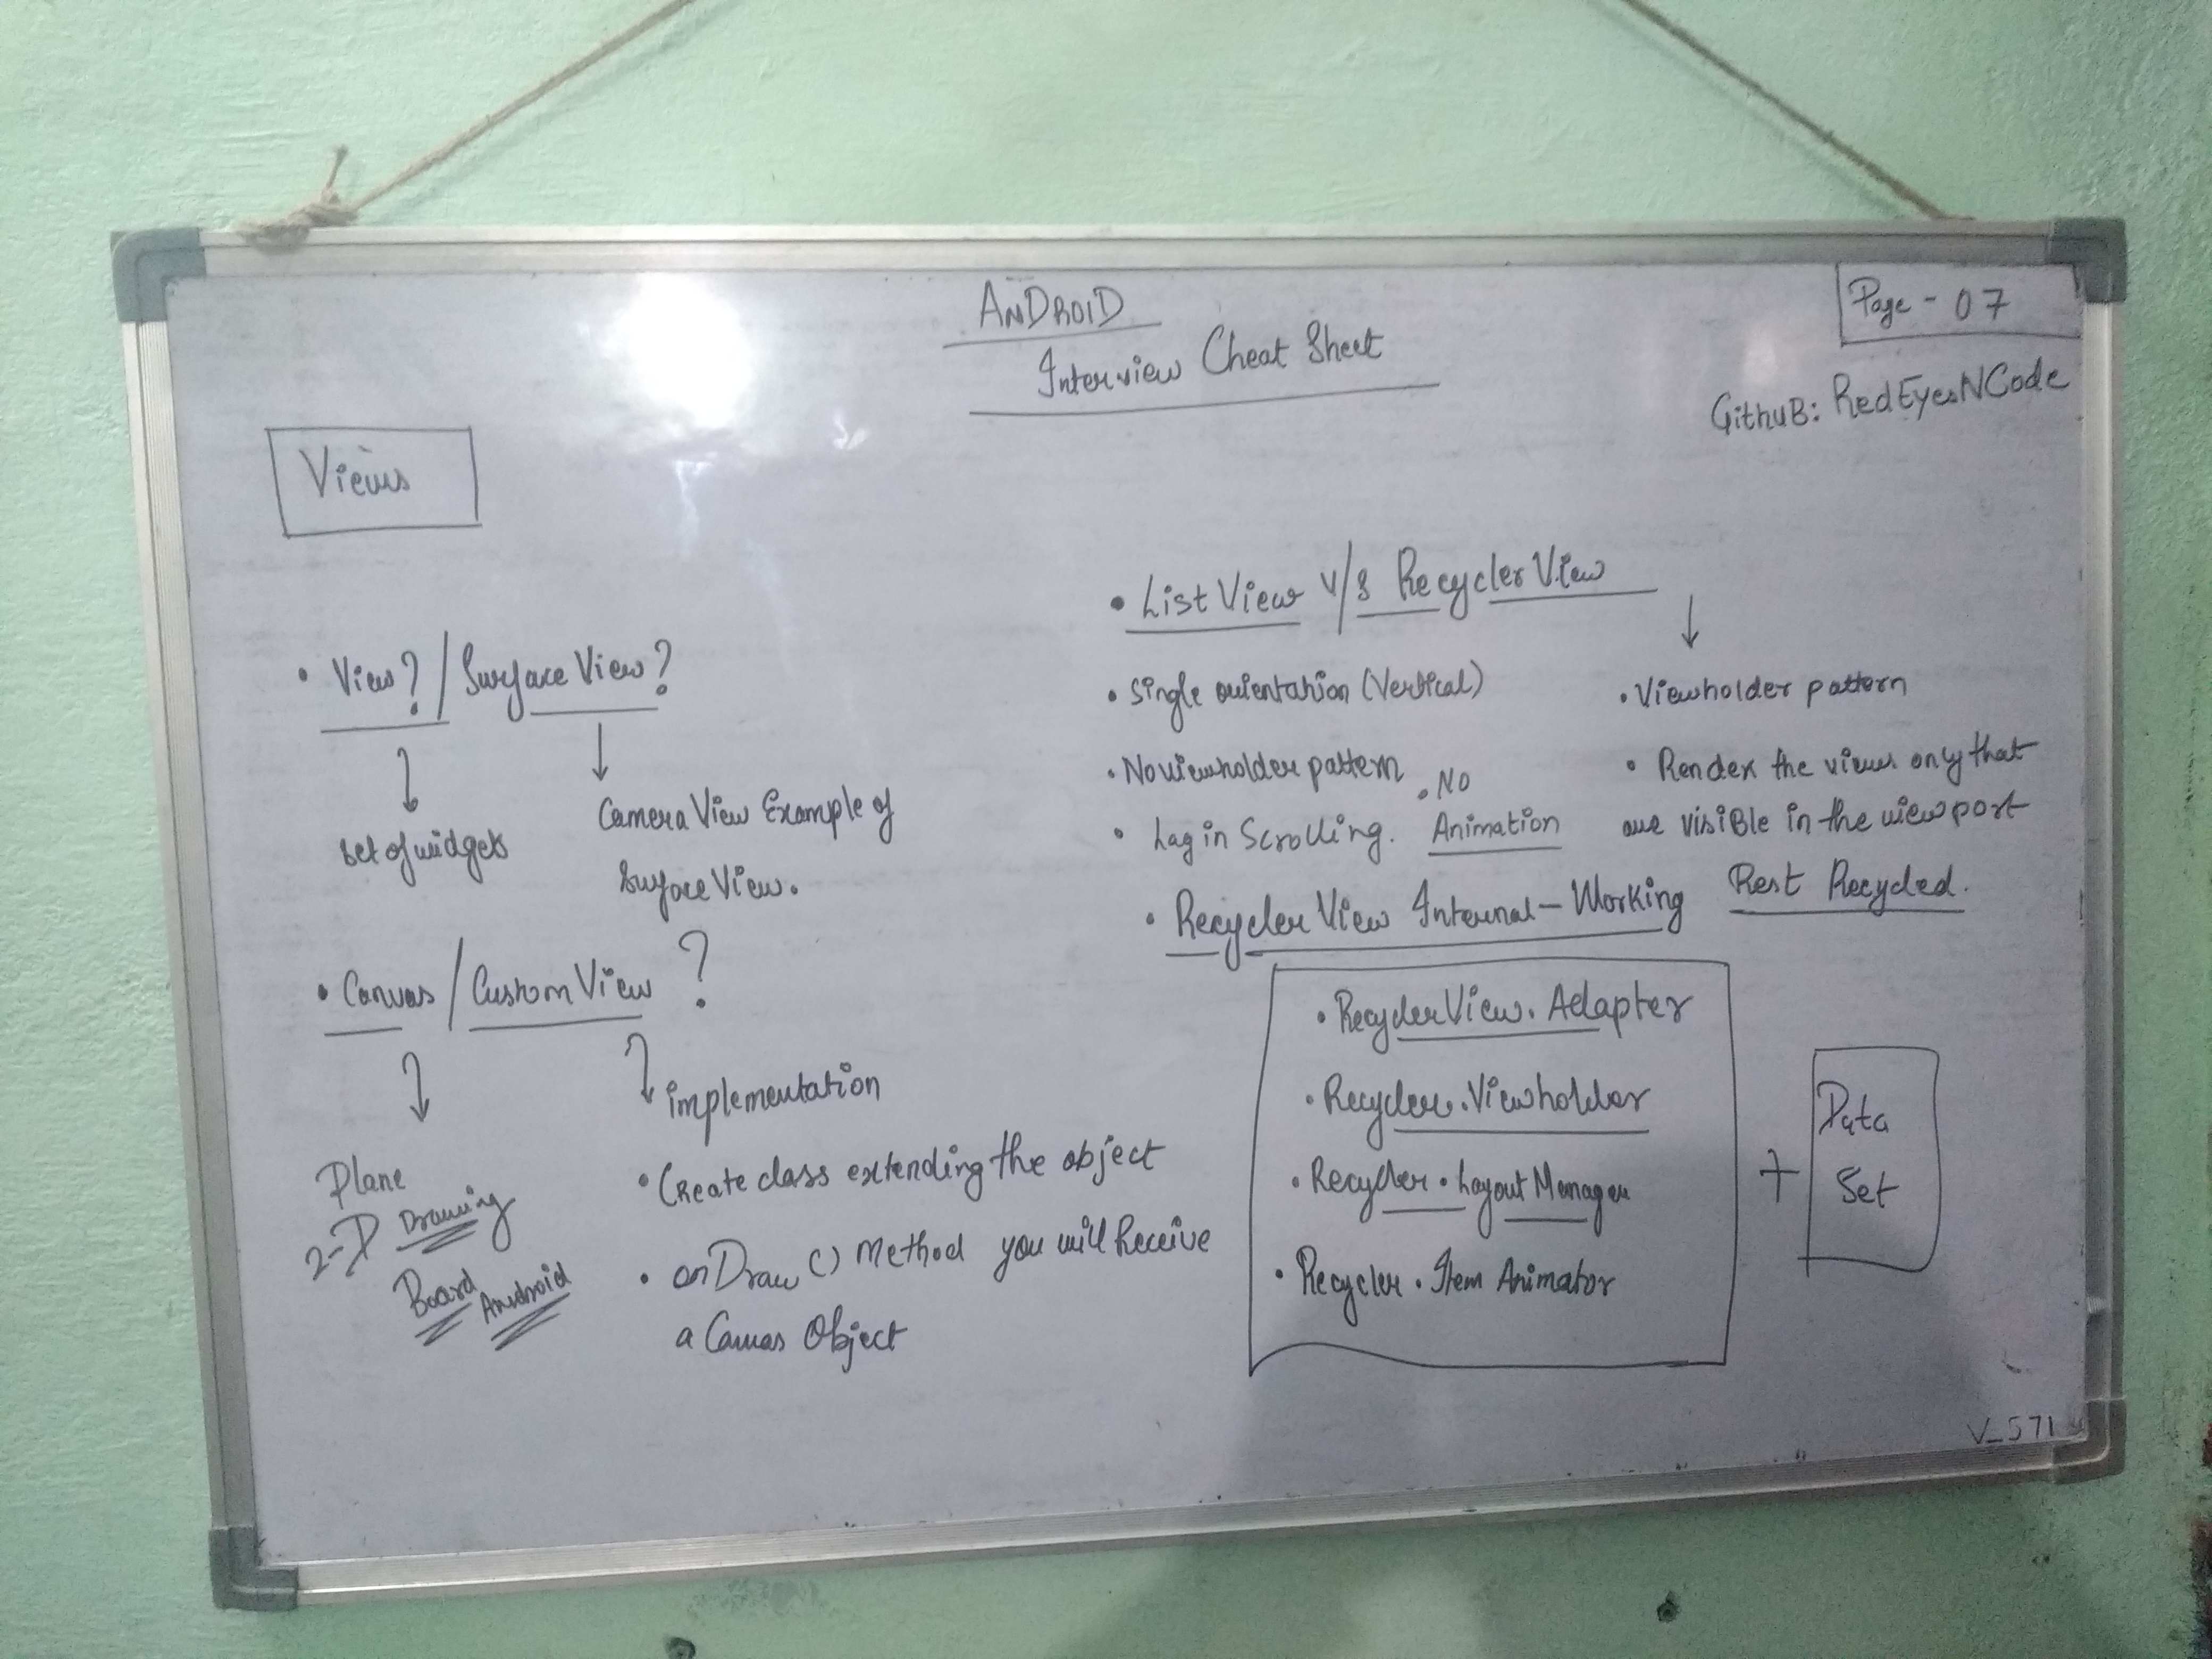 ANDROID
Interview Cheat Sheet
Page - 07
GithuB: RedEyesNCode
Views
• View? / Surface View?
set of widgets
Camera View Example of
Surface View.
• Canvas / Custom View ?
Plane
2-D Drawing
Board Android
implementation
• Create class extending the object
• onDraw () Method you will Receive
a Canvas Object
• List View v/s Recycler View
• Single orientation (Vertical)
• No viewholder pattern
• Lag in Scrolling.
• NO
Animation
• Viewholder pattern
• Render the views only that
are visible in the viewport
Rest Recycled.
• Recycler View Internal - Working
• RecyclerView. Adapter
• Recycler. Viewholder
• Recycler. Layout Manager
• Recycler. Item Animator
+
Data
Set
V_571